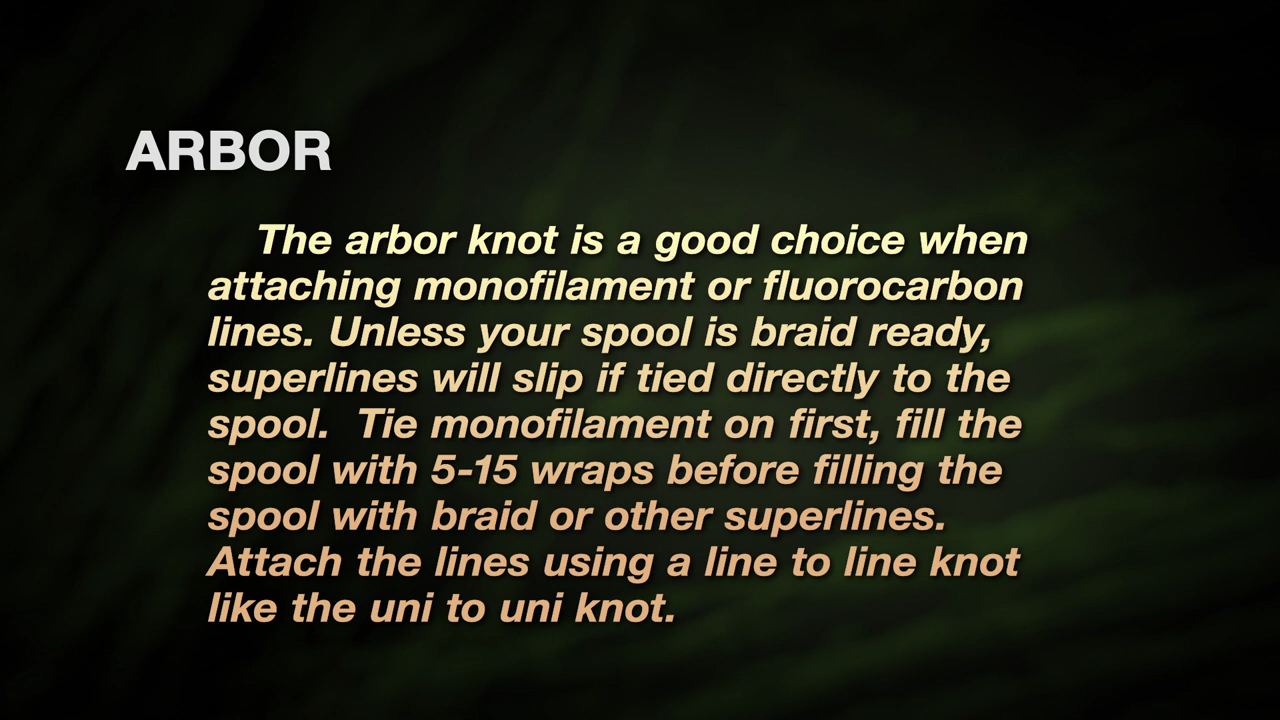 ARBOR
The arbor knot is a good choice when
attaching monofilament or fluorocarbon
lines. Unless your spool is braid ready,
superlines will slip if tied directly to the
spool.  Tie monofilament on first, fill the
spool with 5-15 wraps before filling the
spool with braid or other superlines.
Attach the lines using a line to line knot
like the uni to uni knot.